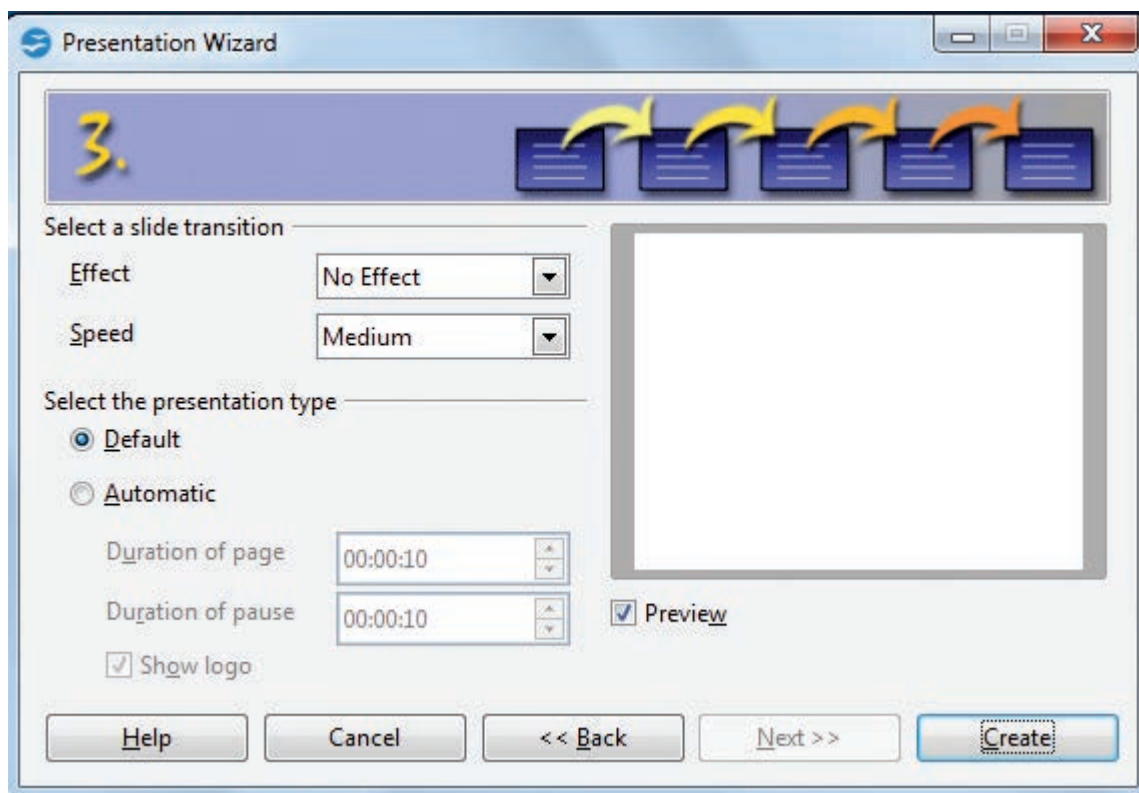 Presentation Wizard
3.
Select a slide transition
Effect No Effect
Speed Medium
Select the presentation type
Default
Automatic
Duration of page 00:00:10
Duration of pause 00:00:10
Preview
Show logo
Help Cancel << Back Next >> Create